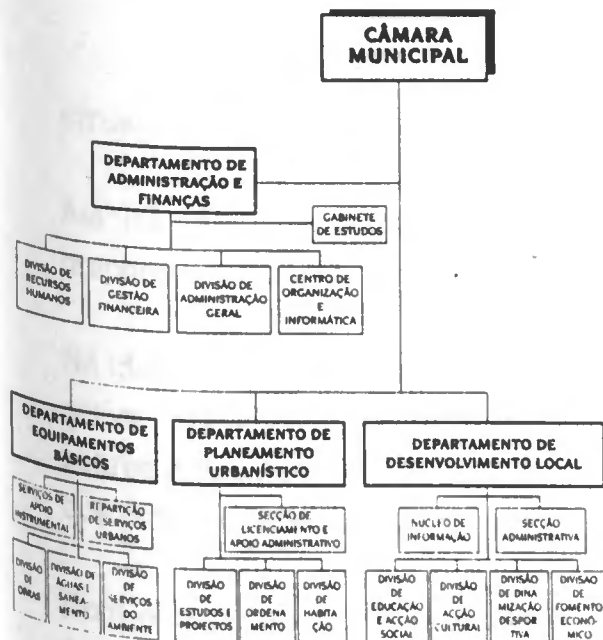 CÂMARA
MUNICIPAL
DEPARTAMENTO DE
ADMINISTRAÇÃO E
FINANÇAS
GABINETE
DE ESTUDOS
DIVISÃO DE
RECURSOS
HUMANOS
DIVISÃO DE
GESTÃO
FINANCEIRA
DIVISÃO DE
ADMINISTRAÇÃO
GERAL
CENTRO DE
ORGANIZAÇÃO
E
INFORMÁTICA
DEPARTAMENTO DE
EQUIPAMENTOS
BÁSICOS
SERVIÇOS DE
APOIO
INSTRUMENTAL
REPARTIÇÃO
DE SERVIÇOS
URBANOS
DIVISÃO
DE
OBRAS
DIVISÃO DE
ÁGUAS E
SANEA-
MENTO
DIVISÃO
DE
SERVIÇOS
DO
AMBIENTE
DEPARTAMENTO DE
PLANEAMENTO
URBANÍSTICO
SECÇÃO DE
LICENCIAMENTO E
APOIO ADMINISTRATIVO
DIVISÃO
DE
ESTUDOS E
PROJECTOS
DIVISÃO
DE
ORDENA
MENTO
DIVISÃO
DE
HABITA
ÇÃO
DEPARTAMENTO DE
DESENVOLVIMENTO LOCAL
NUCLEO DE
INFORMAÇÃO
SECÇÃO
ADMINISTRATIVA
DIVISÃO
DE
EDUCAÇÃO
E ACÇÃO
SOCIAL
DIVISÃO
DE
ACÇÃO
CULTURAL
DIVISÃO
DE DINA
MIZAÇÃO
DESPOR
TIVA
DIVISÃO
DE
FOMENTO
ECONÓ-
MICO